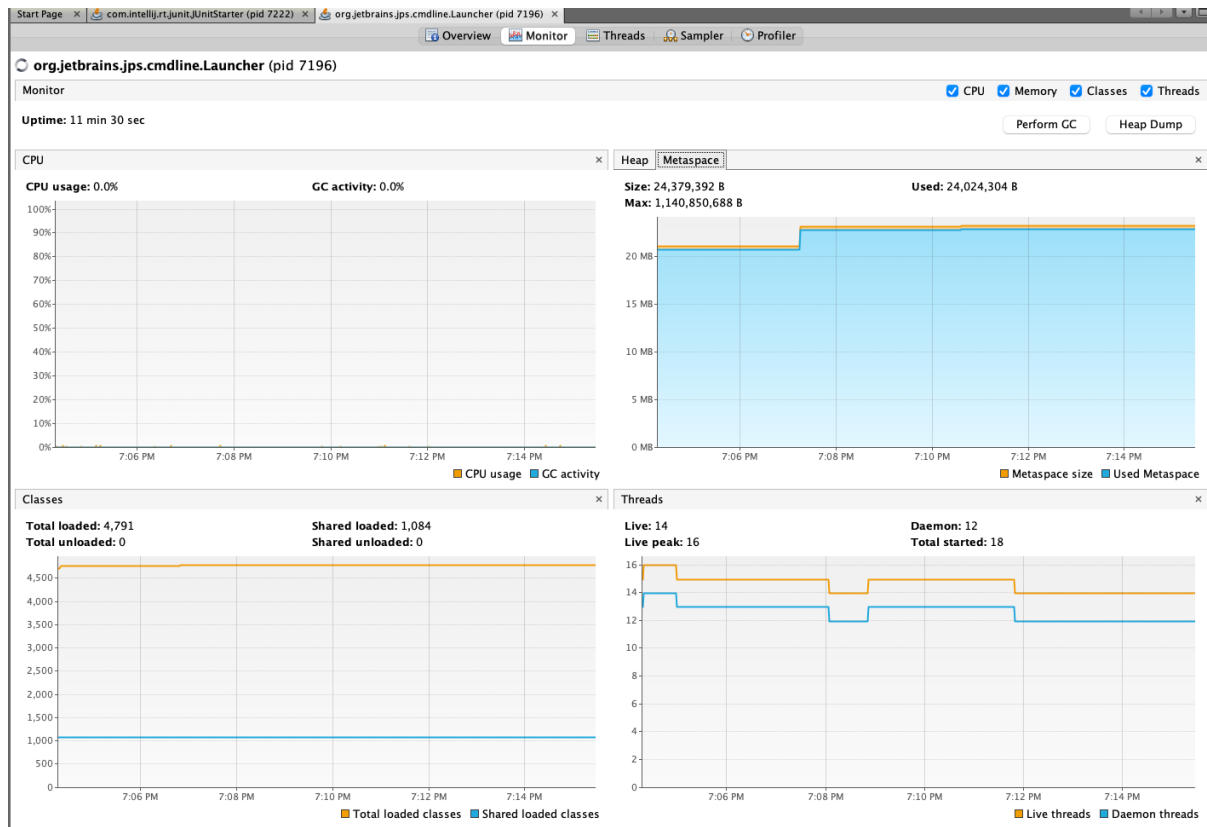 Start Page × com.intellij.rt.junit.JUnitStarter (pid 7222) × org.jetbrains.jps.cmdline.Launcher (pid 7196) ×
Overview Monitor Threads Sampler Profiler
org.jetbrains.jps.cmdline.Launcher (pid 7196)
Monitor CPU Memory Classes Threads
Uptime: 11 min 30 sec
Perform GC Heap Dump
CPU ×
CPU usage: 0.0% GC activity: 0.0%
100%
90%
80%
70%
60%
50%
40%
30%
20%
10%
0%
7:06 PM 7:08 PM 7:10 PM 7:12 PM 7:14 PM
CPU usage GC activity
Heap Metaspace ×
Size: 24,379,392 B Used: 24,024,304 B
Max: 1,140,850,688 B
20 MB
15 MB
10 MB
5 MB
0 MB
7:06 PM 7:08 PM 7:10 PM 7:12 PM 7:14 PM
Metaspace size Used Metaspace
Classes ×
Total loaded: 4,791 Shared loaded: 1,084
Total unloaded: 0 Shared unloaded: 0
4,500
4,000
3,500
3,000
2,500
2,000
1,500
1,000
500
0
7:06 PM 7:08 PM 7:10 PM 7:12 PM 7:14 PM
Total loaded classes Shared loaded classes
Threads ×
Live: 14 Daemon: 12
Live peak: 16 Total started: 18
16
14
12
10
8
6
4
2
0
7:06 PM 7:08 PM 7:10 PM 7:12 PM 7:14 PM
Live threads Daemon threads